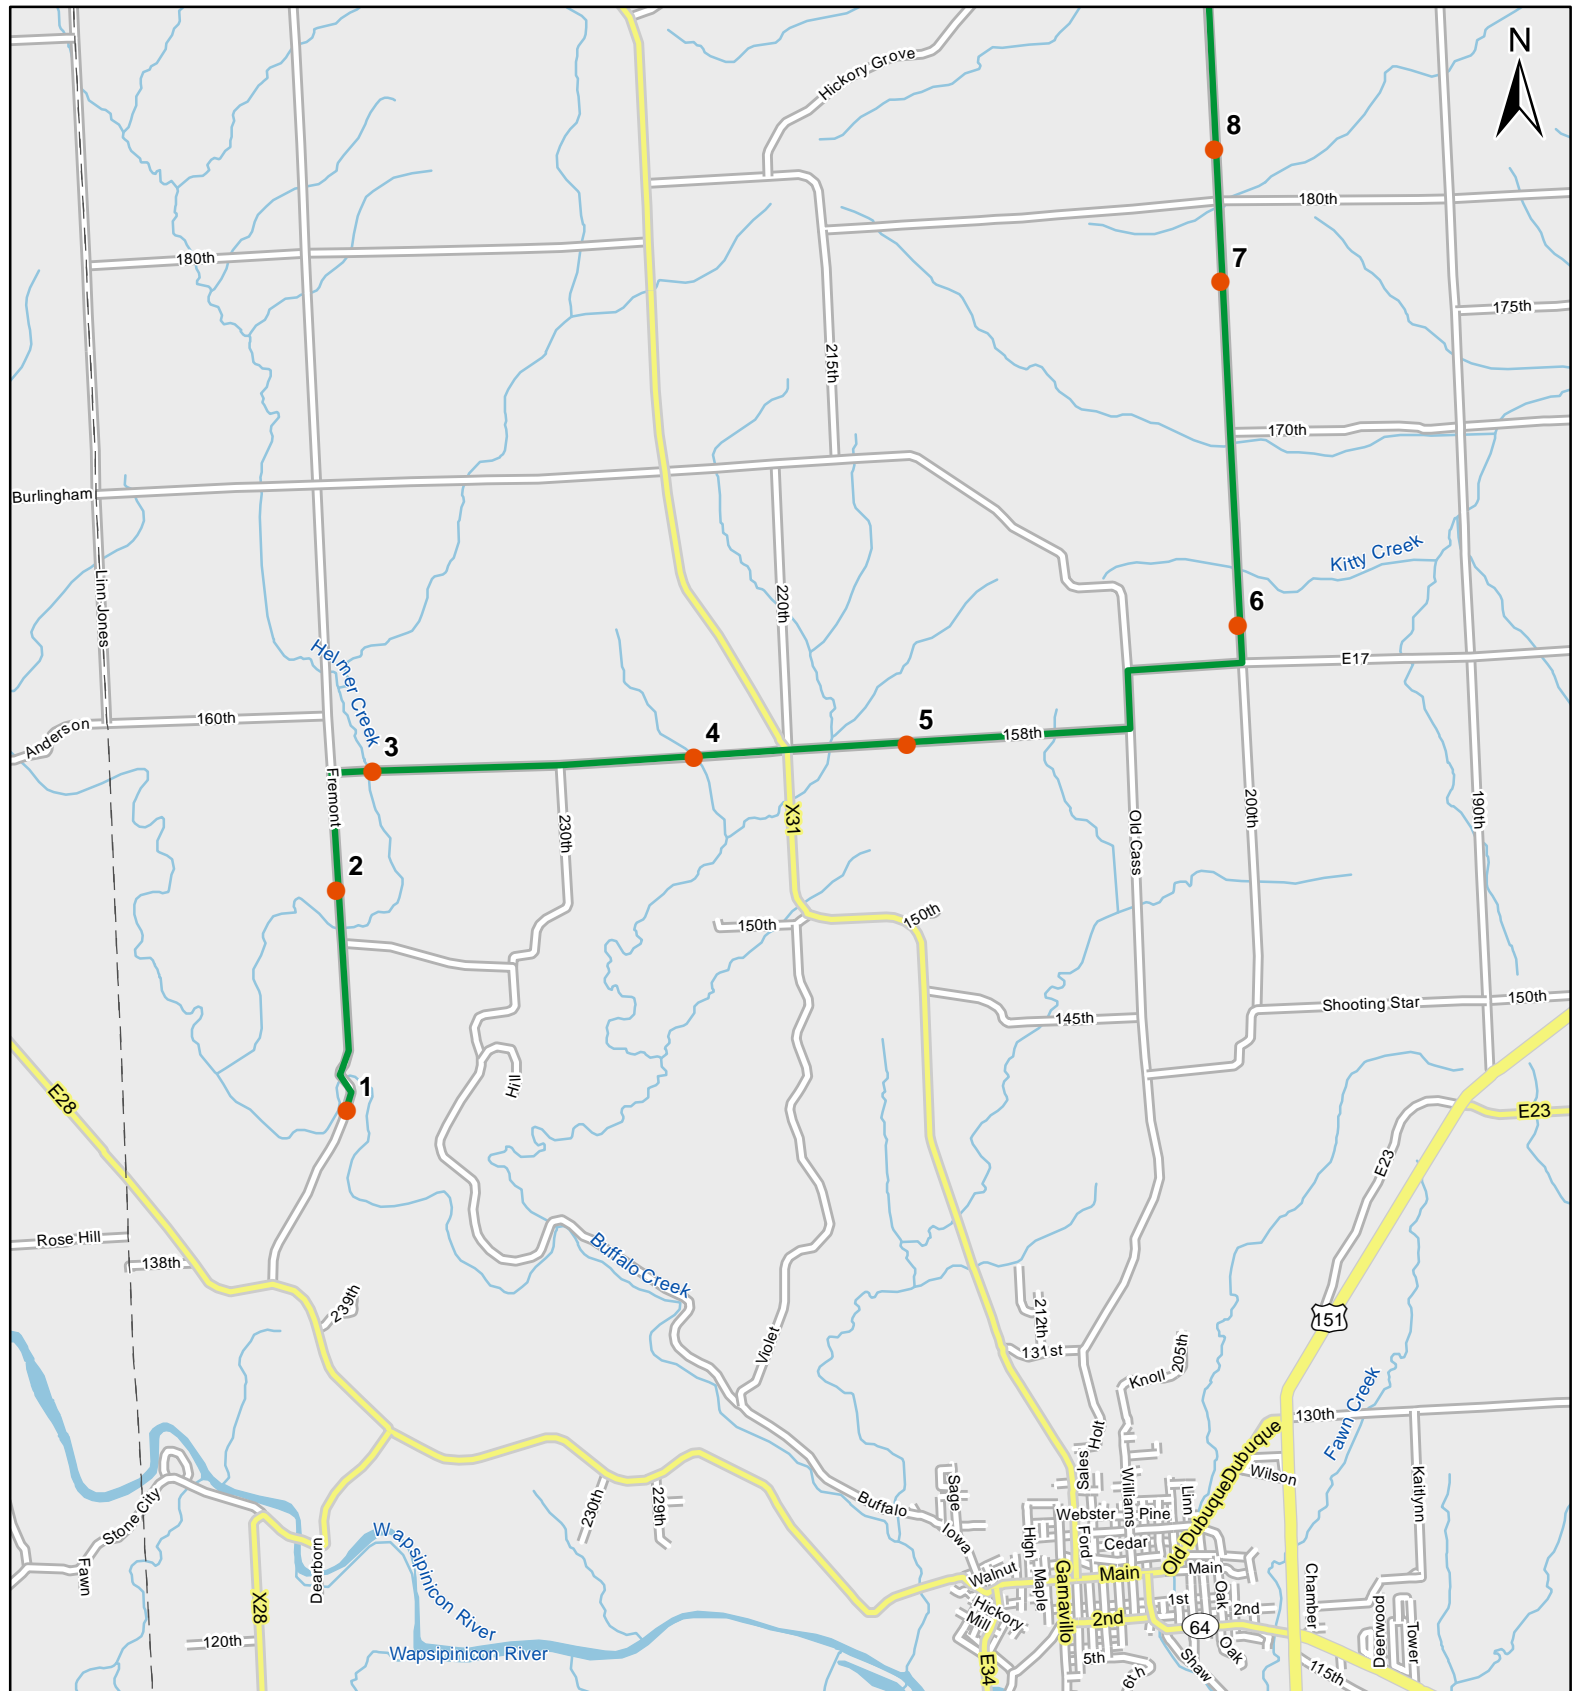 N
Hickory Grove
8
180th
180th
7
175th
215th
170th
Burlingham
Kitty Creek
Linn Jones
220th
6
Helmer Creek
E17
160th
Anderson
5
4
158th
3
Fremont
X31
230th
Old Cass
200th
190th
2
150th
150th
Shooting Star
150th
145th
Hill
1
E28
E23
E23
Rose Hill
138th
Buffalo Creek
239th
212th
151
Violet
131st
Knoll
205th
Fawn Creek
130th
Holt
Sales
Dubuque
Old Dubuque
Wilson
Kaitlynn
Williams
Linn
Sage
Buffalo
230th
229th
Stone City
Webster
Pine
Iowa
High
Ford
Cedar
Wapsipinicon River
Dearborn
Fawn
Walnut
Maple
Main
Main
Garnavillo
Oak
Chamber
X28
Hickory
Mill
2nd
1st
2nd
64
Deerwood
Tower
120th
Wapsipinicon River
E34
5th
6th
Shaw
Oak
115th